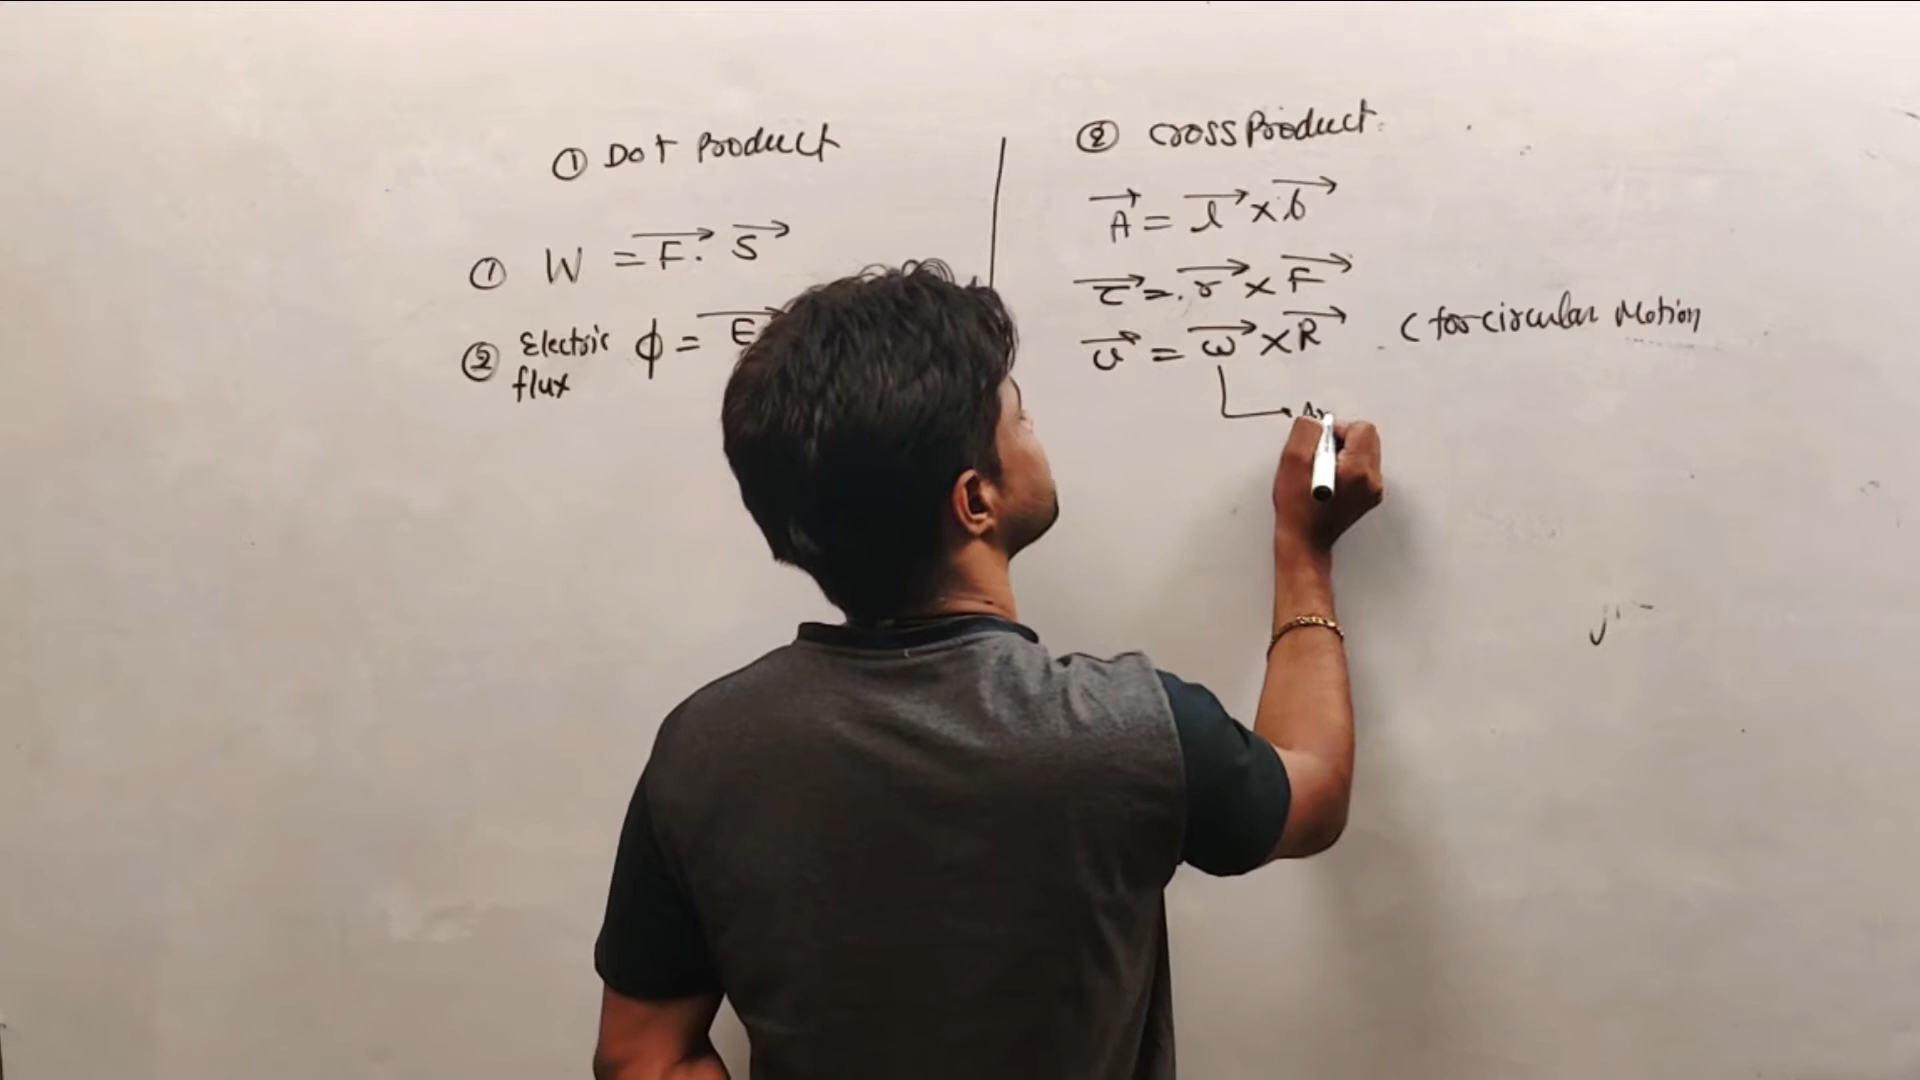 ① Dot Product
① W = F⃗ . S⃗
② Electric flux ϕ = E⃗
② Cross Product
A⃗ = l⃗ × b⃗
τ⃗ = r⃗ × F⃗
v⃗ = ω⃗ × R⃗ (for circular Motion